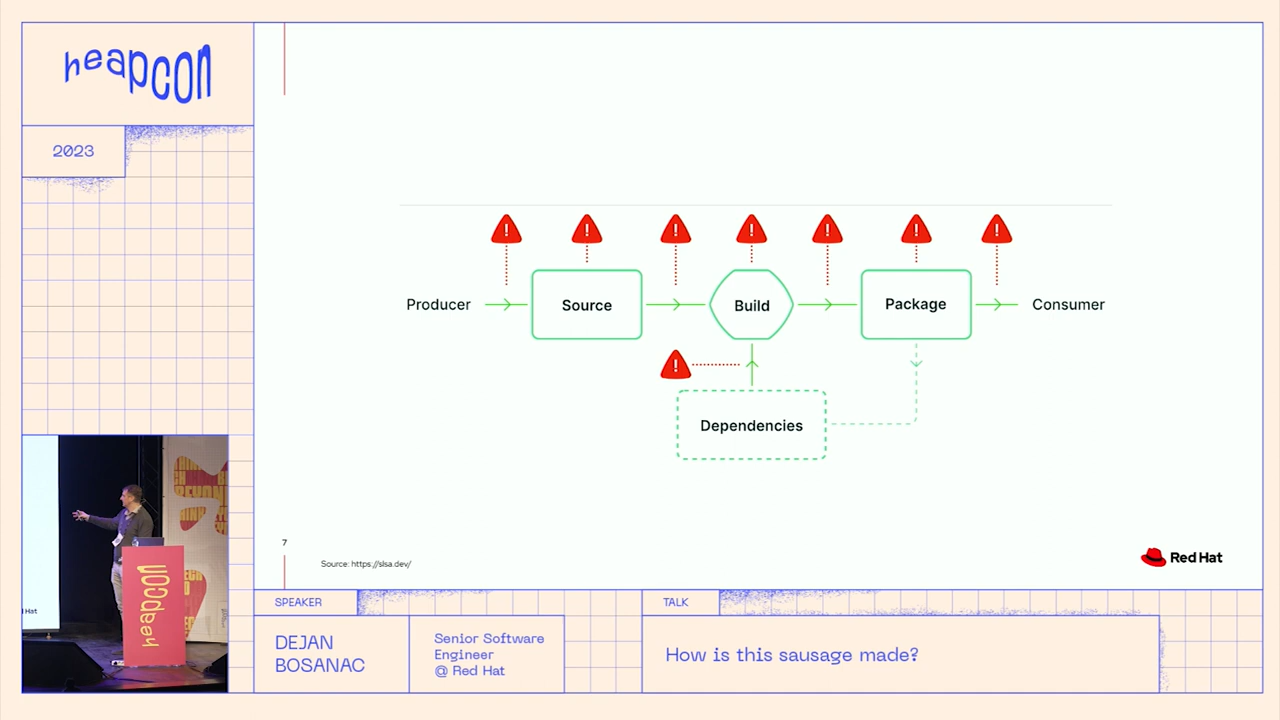 heapcon
2023
! ! ! ! ! ! !
Producer Source Build Package Consumer
!
Dependencies
7
Source: https://slsa.dev/
Red Hat
heapcon
SPEAKER
TALK
DEJAN
BOSANAC
Senior Software
Engineer
@ Red Hat
How is this sausage made?